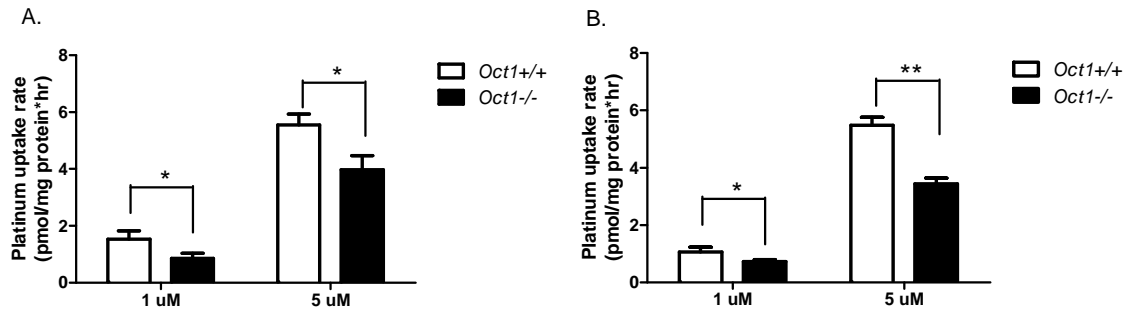 A.
Platinum uptake rate
(pmol/mg protein*hr)
8
6
4
2
0
*
*
1 uM
5 uM
Oct1+/+
Oct1-/-
B.
Platinum uptake rate
(pmol/mg protein*hr)
8
6
4
2
0
*
**
1 uM
5 uM
Oct1+/+
Oct1-/-